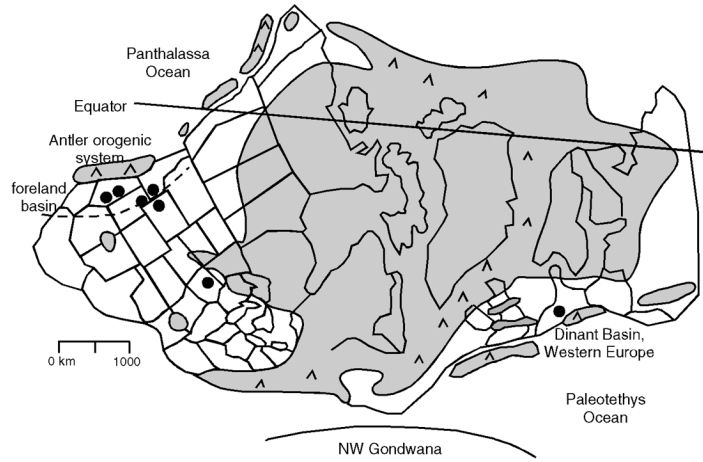 Panthalassa
Ocean
Equator
Antler orogenic
system
foreland
basin
0 km 1000
Dinant Basin,
Western Europe
Paleotethys
Ocean
NW Gondwana